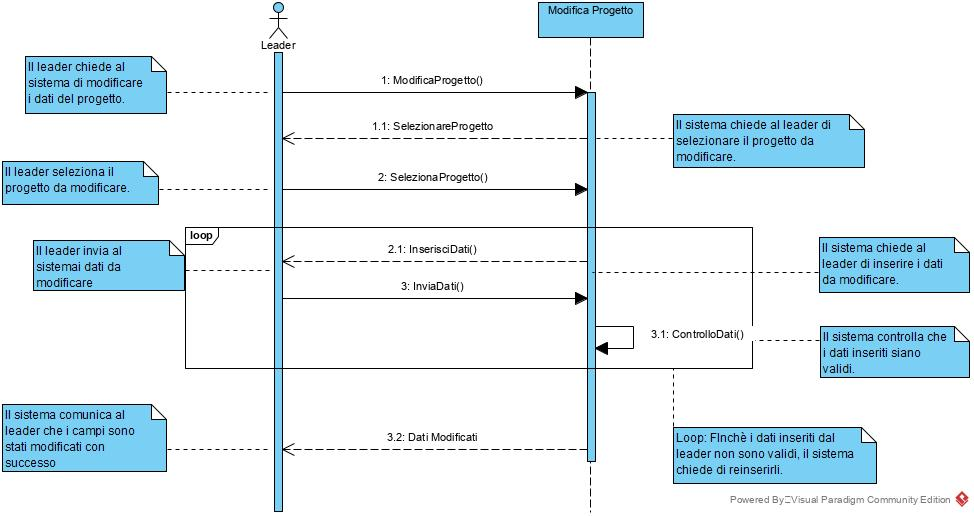 Modifica Progetto
Leader
Il leader chiede al
sistema di modificare
i dati del progetto.
1: ModificaProgetto()
1.1: SelezionareProgetto
Il sistema chiede al leader di
selezionare il progetto da
modificare.
Il leader seleziona il
progetto da modificare.
2: SelezionaProgetto()
loop
Il leader invia al
sistemai dati da
modificare
2.1: InserisciDati()
Il sistema chiede al
leader di inserire i dati
da modificare.
3: InviaDati()
3.1: ControlloDati()
Il sistema controlla che
i dati inseriti siano
validi.
Il sistema comunica al
leader che i campi sono
stati modificati con
successo
3.2: Dati Modificati
Loop: FInchè i dati inseriti dal
leader non sono validi, il sistema
chiede di reinserirli.
Powered By Visual Paradigm Community Edition